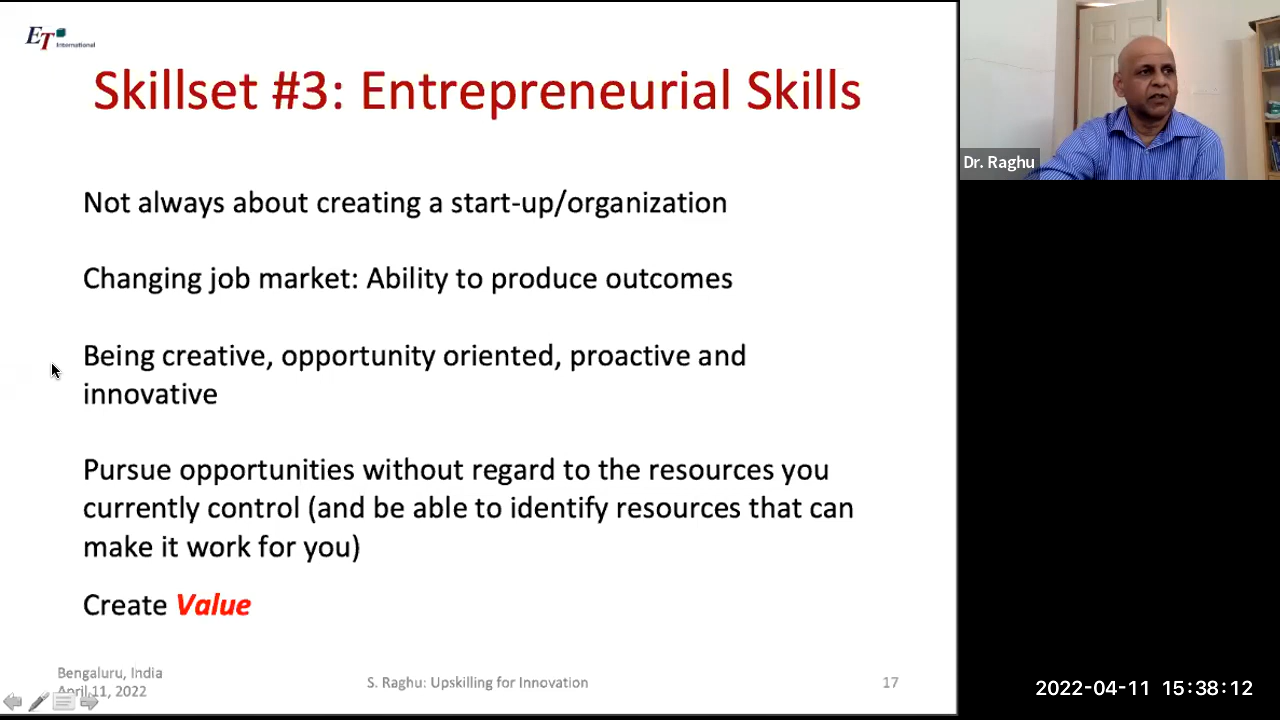 ET
International
Skillset #3: Entrepreneurial Skills
Not always about creating a start-up/organization
Changing job market: Ability to produce outcomes
Being creative, opportunity oriented, proactive and
innovative
Pursue opportunities without regard to the resources you
currently control (and be able to identify resources that can
make it work for you)
Create Value
Bengaluru, India
April 11, 2022
S. Raghu: Upskilling for Innovation
17
Dr. Raghu
2022-04-11 15:38:12